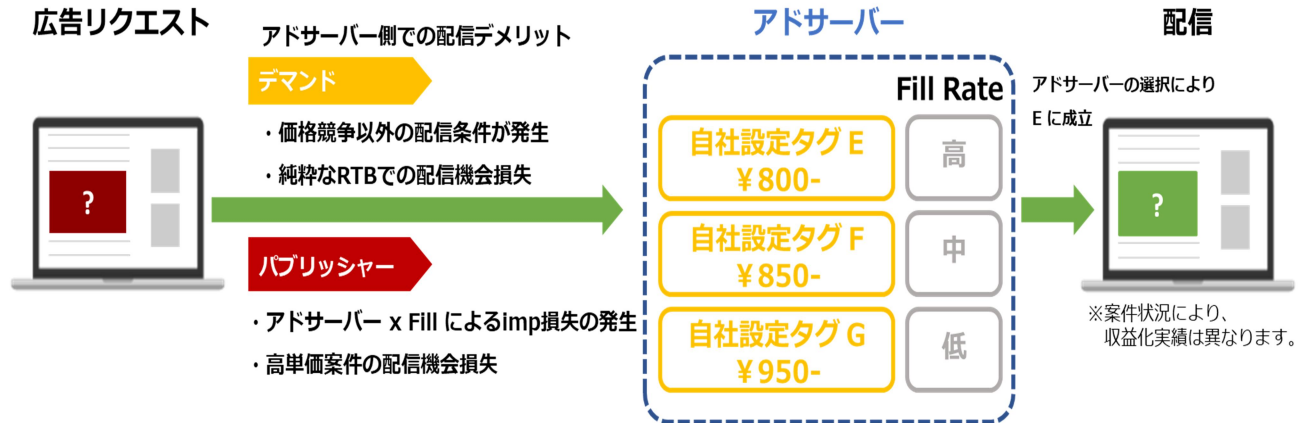 広告リクエスト
アドサーバー側での配信デメリット
デマンド
・価格競争以外の配信条件が発生
・純粋なRTBでの配信機会損失
?
パブリッシャー
・アドサーバー x Fill によるimp損失の発生
・高単価案件の配信機会損失
アドサーバー
Fill Rate
自社設定タグ E
¥800-
高
自社設定タグ F
¥850-
中
自社設定タグ G
¥950-
低
配信
アドサーバーの選択により
E に成立
?
※案件状況により、
収益化実績は異なります。